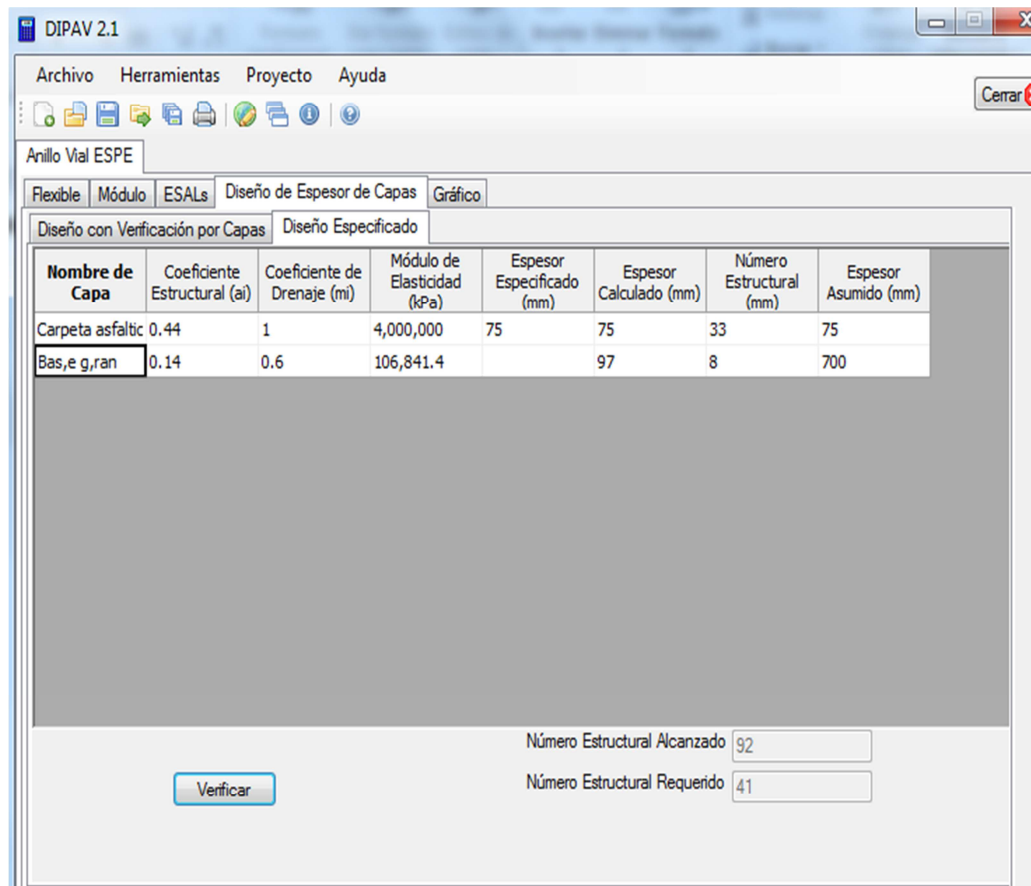 DIPAV 2.1
Archivo Herramientas Proyecto Ayuda
Cerrar
Anillo Vial ESPE
Flexible Módulo ESALs Diseño de Espesor de Capas Gráfico
Diseño con Verificación por Capas Diseño Especificado
Nombre de Capa Coeficiente Estructural (ai) Coeficiente de Drenaje (mi) Módulo de Elasticidad (kPa) Espesor Especificado (mm) Espesor Calculado (mm) Número Estructural (mm) Espesor Asumido (mm)
Carpeta asfaltic 0.44 1 4,000,000 75 75 33 75
Bas,e g,ran 0.14 0.6 106,841.4 97 8 700
Número Estructural Alcanzado 92
Verificar
Número Estructural Requerido 41